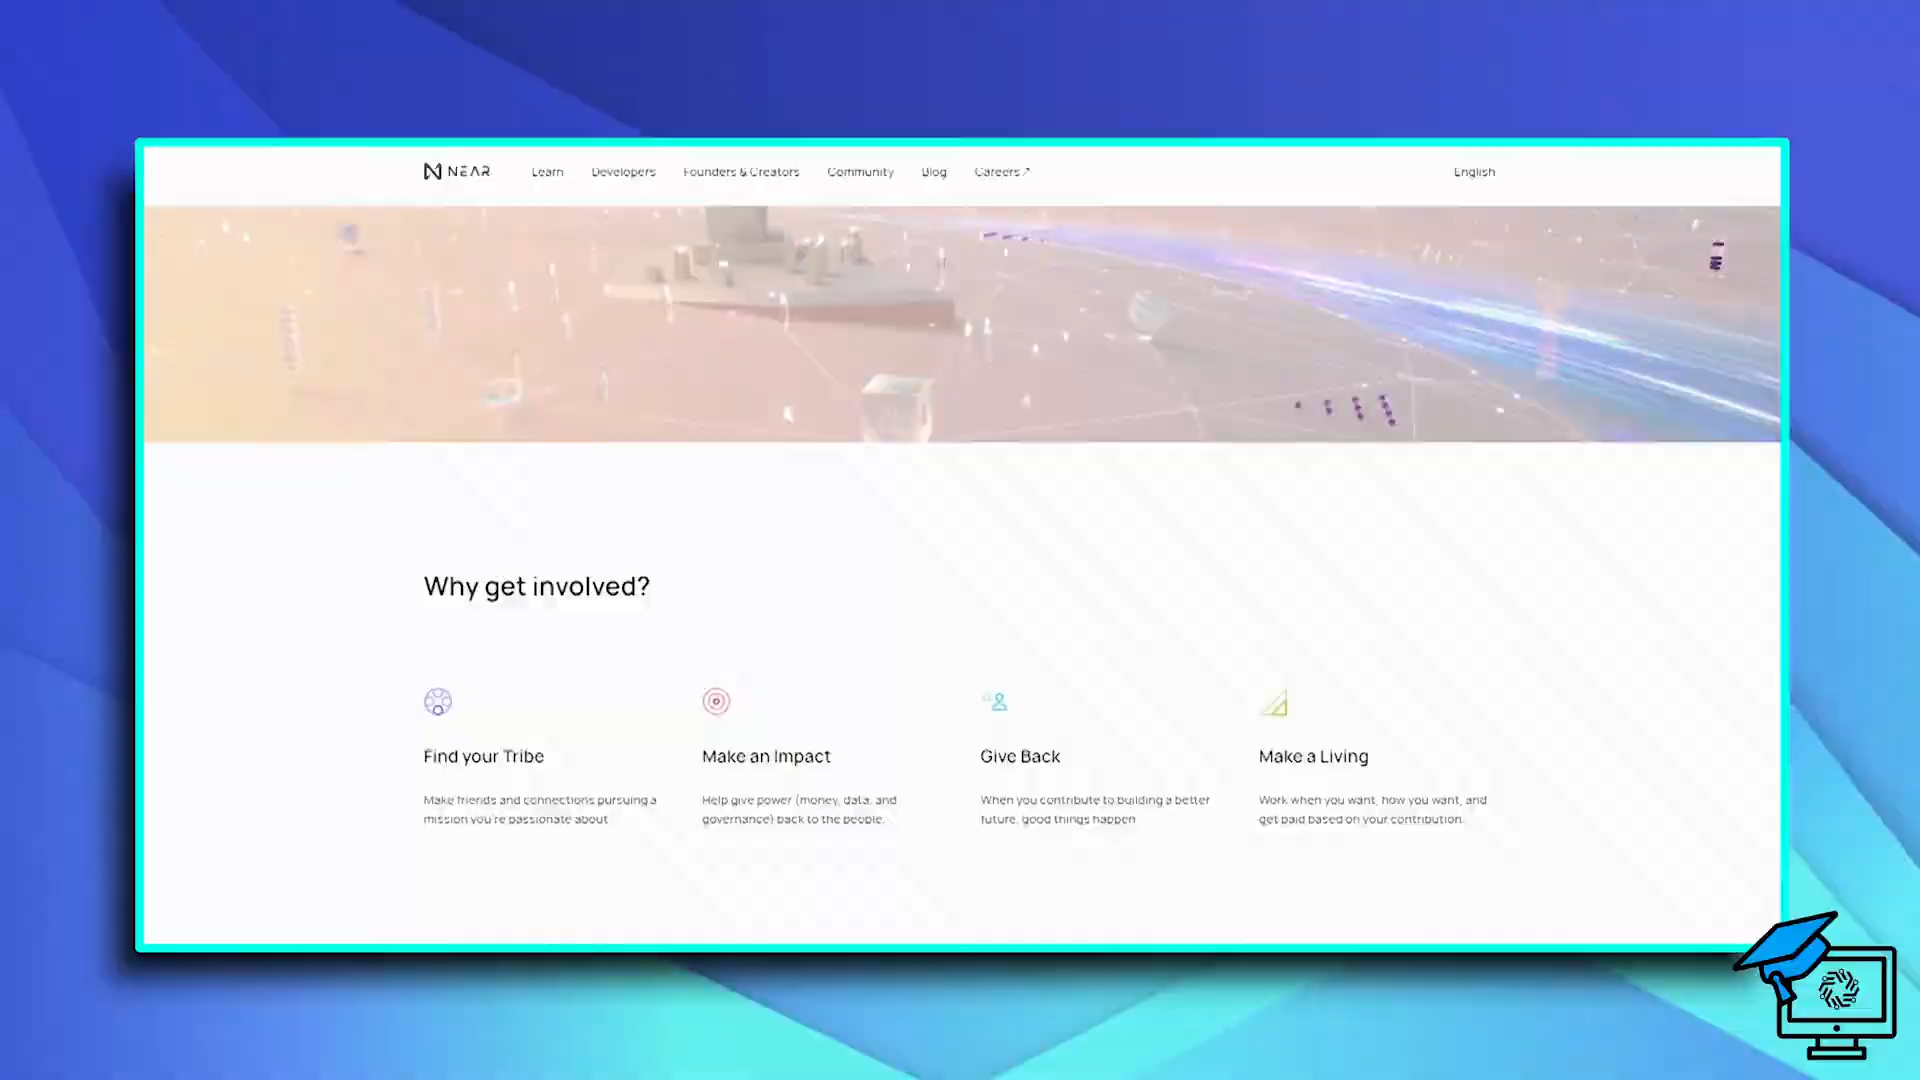 NEAR Learn Developers Founders & Creators Community Blog Careers↗ English
Why get involved?
Find your Tribe
Make friends and connections pursuing a
mission you're passionate about
Make an Impact
Help give power (money, data, and
governance) back to the people.
Give Back
When you contribute to building a better
future, good things happen
Make a Living
Work when you want, how you want, and
get paid based on your contribution.